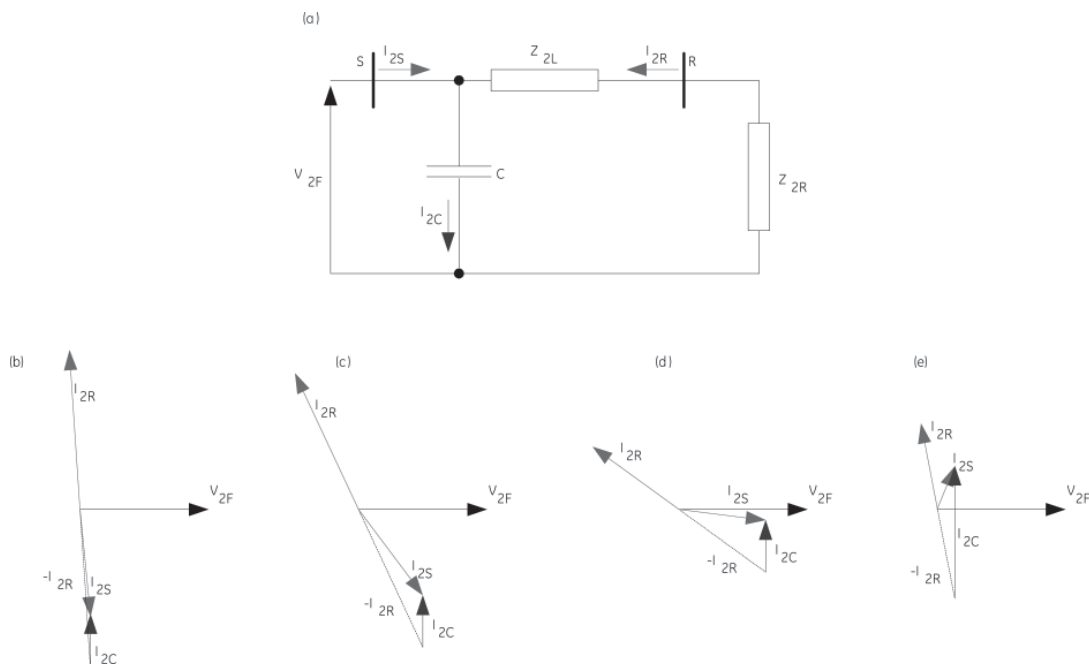 (a)
S
I 2S
Z 2L
I 2R
R
V 2F
C
I 2C
Z 2R
(b)
I 2R
V 2F
-I 2R
I 2S
I 2C
(c)
I 2R
V 2F
I 2S
-I 2R
I 2C
(d)
I 2R
I 2S
V 2F
I 2C
-I 2R
(e)
I 2R
I 2S
V 2F
I 2C
-I 2R